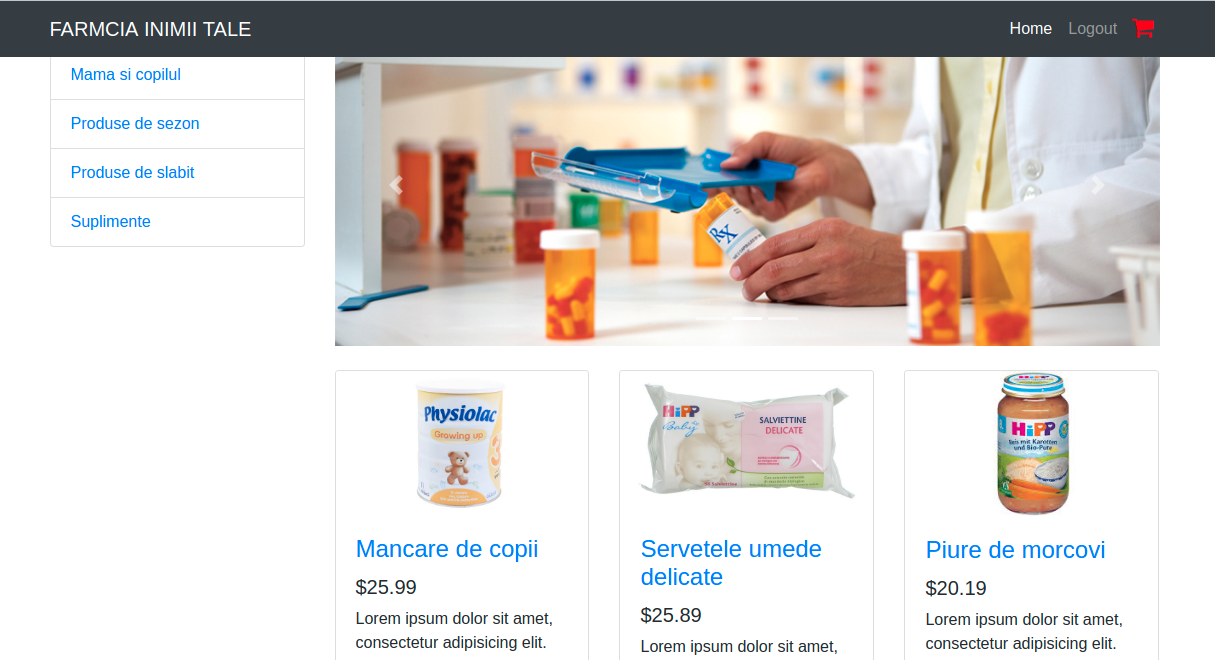 FARMCIA INIMII TALE
Home Logout
Mama si copilul
Produse de sezon
Produse de slabit
Suplimente
RX
Physiolac
Growing up
3
HiPP
Baby
SALVIETTINE
DELICATE
HiPP
Reis mit Karotten
und Bio-Pute
Mancare de copii
$25.99
Lorem ipsum dolor sit amet,
consectetur adipisicing elit.
Servetele umede
delicate
$25.89
Lorem ipsum dolor sit amet,
Piure de morcovi
$20.19
Lorem ipsum dolor sit amet,
consectetur adipisicing elit.